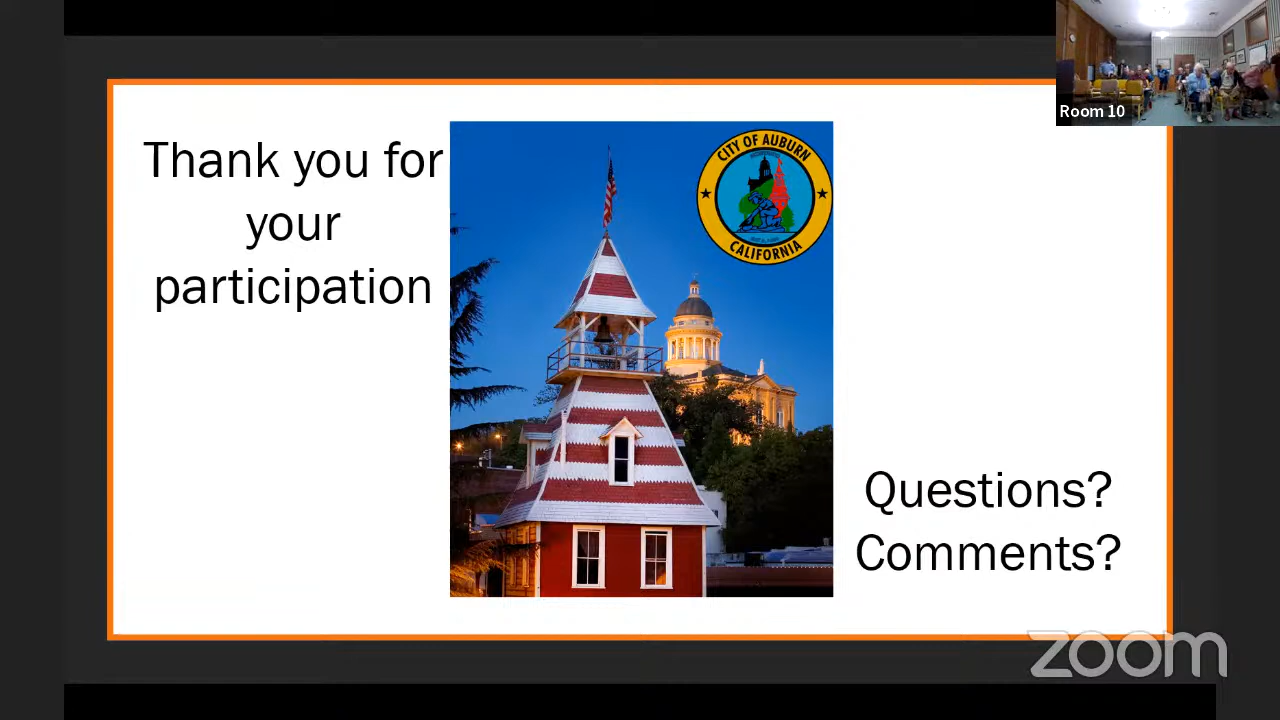 Room 10
Thank you for
your
participation
CITY OF AUBURN
CALIFORNIA
Questions?
Comments?
zoom